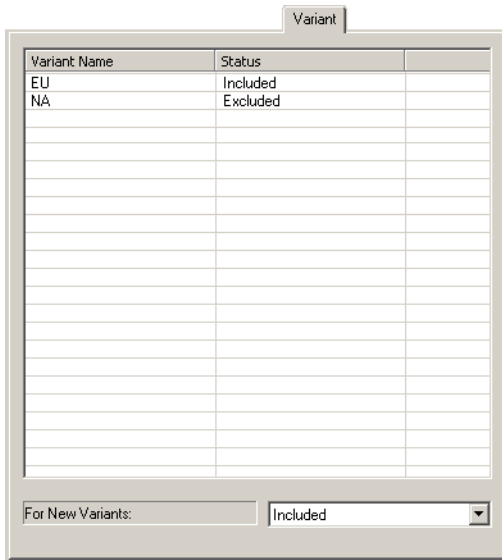 Variant
Variant Name Status
EU Included
NA Excluded
For New Variants: Included